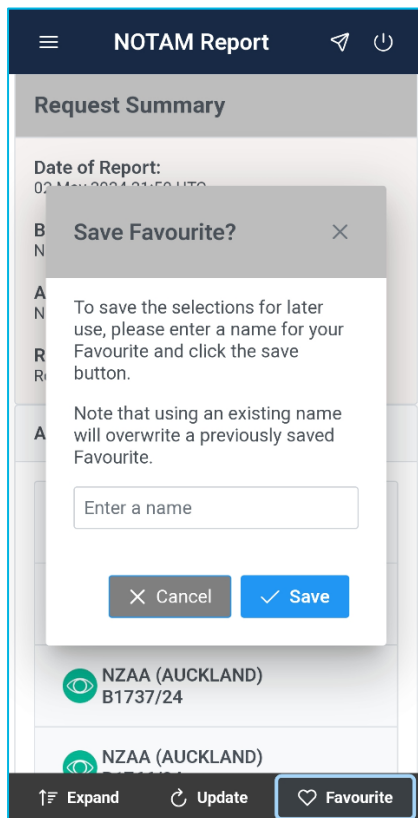 NOTAM Report
Request Summary
Date of Report:
Save Favourite?
To save the selections for later
use, please enter a name for your
Favourite and click the save
button.
Note that using an existing name
will overwrite a previously saved
Favourite.
Enter a name
Cancel
Save
NZAA (AUCKLAND)
B1737/24
NZAA (AUCKLAND)
Expand
Update
Favourite